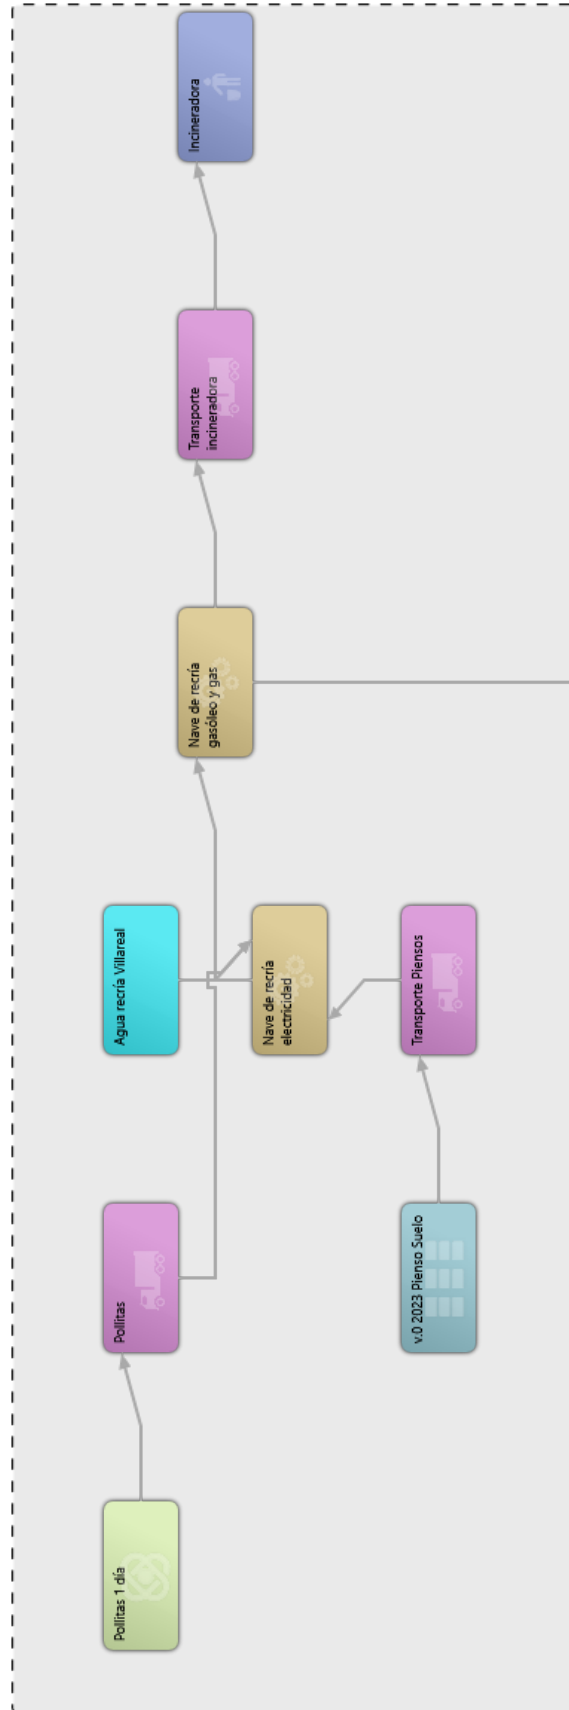 Incineradora
Transporte
incineradora
Nave de recría
gasóleo y gas
Agua recría Villareal
Nave de recría
electricidad
Transporte Piensos
Pollitas
v.0 2023 Pienso Suelo
Pollitas 1 día